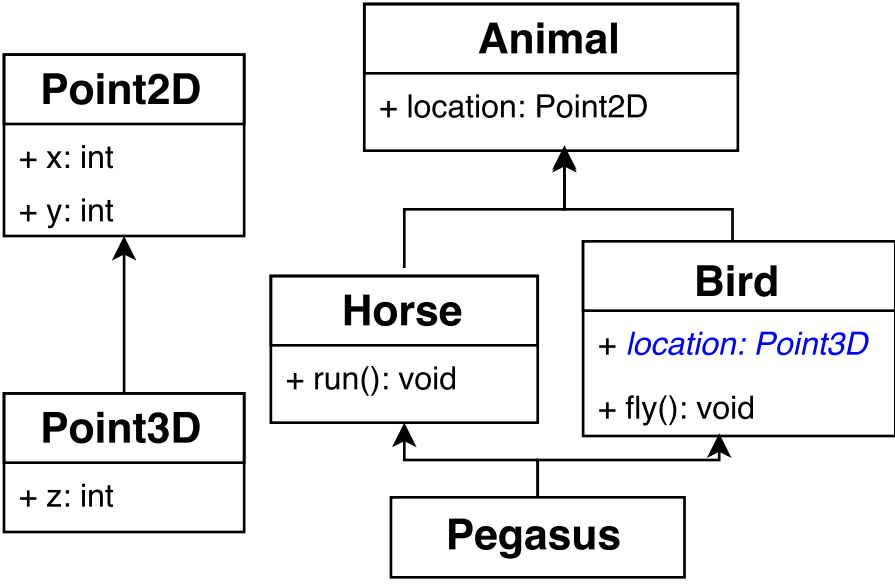 Point2D
+ x: int
+ y: int
Point3D
+ z: int
Animal
+ location: Point2D
Horse
+ run(): void
Bird
+ location: Point3D
+ fly(): void
Pegasus